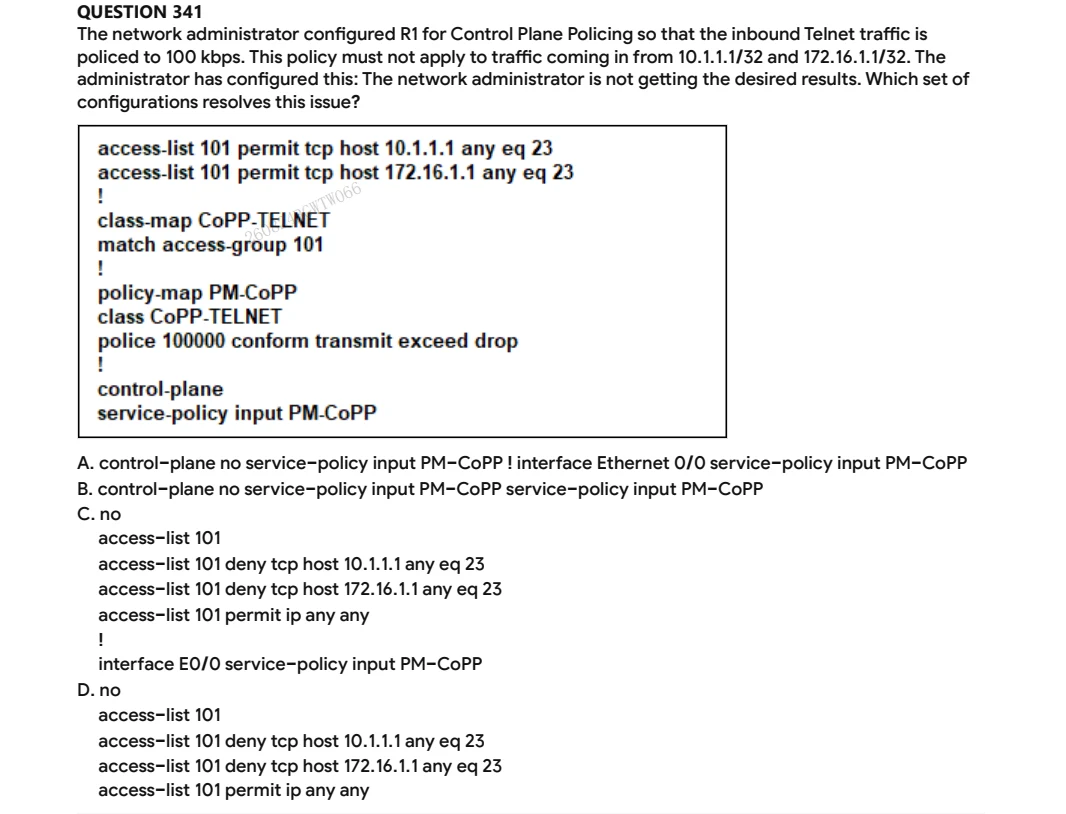 QUESTION 341
The network administrator configured R1 for Control Plane Policing so that the inbound Telnet traffic is
policed to 100 kbps. This policy must not apply to traffic coming in from 10.1.1.1/32 and 172.16.1.1/32. The
administrator has configured this: The network administrator is not getting the desired results. Which set of
configurations resolves this issue?
access-list 101 permit tcp host 10.1.1.1 any eq 23
access-list 101 permit tcp host 172.16.1.1 any eq 23
!
class-map CoPP-TELNET
match access-group 101
!
policy-map PM-CoPP
class CoPP-TELNET
police 100000 conform transmit exceed drop
!
control-plane
service-policy input PM-CoPP
A. control-plane no service-policy input PM-CoPP ! interface Ethernet 0/0 service-policy input PM-CoPP
B. control-plane no service-policy input PM-CoPP service-policy input PM-CoPP
C. no
access-list 101
access-list 101 deny tcp host 10.1.1.1 any eq 23
access-list 101 deny tcp host 172.16.1.1 any eq 23
access-list 101 permit ip any any
!
interface E0/0 service-policy input PM-CoPP
D. no
access-list 101
access-list 101 deny tcp host 10.1.1.1 any eq 23
access-list 101 deny tcp host 172.16.1.1 any eq 23
access-list 101 permit ip any any